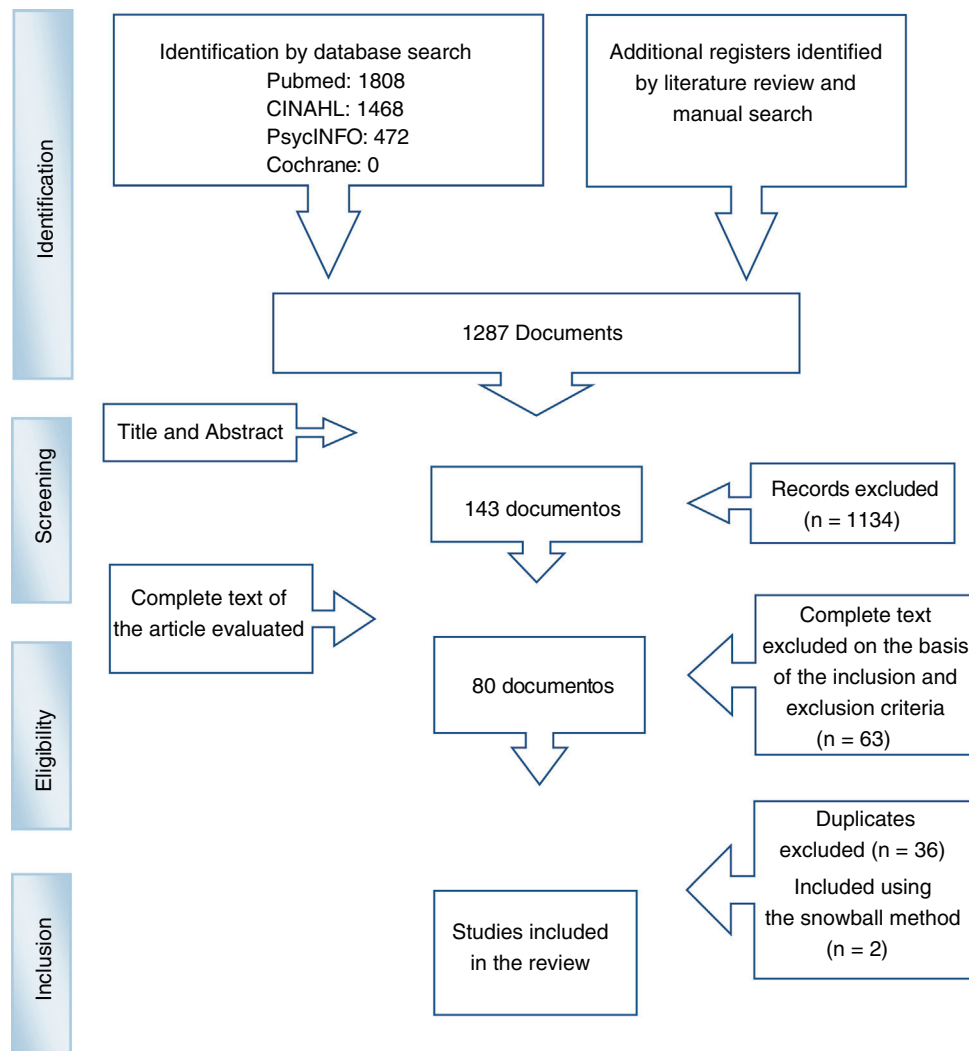 Identification
Identification by database search
Pubmed: 1808
CINAHL: 1468
PsycINFO: 472
Cochrane: 0
Additional registers identified
by literature review and
manual search
1287 Documents
Screening
Title and Abstract
143 documentos
Records excluded
(n = 1134)
Complete text of
the article evaluated
Eligibility
80 documentos
Complete text
excluded on the basis
of the inclusion and
exclusion criteria
(n = 63)
Inclusion
Studies included
in the review
Duplicates
excluded (n = 36)
Included using
the snowball method
(n = 2)